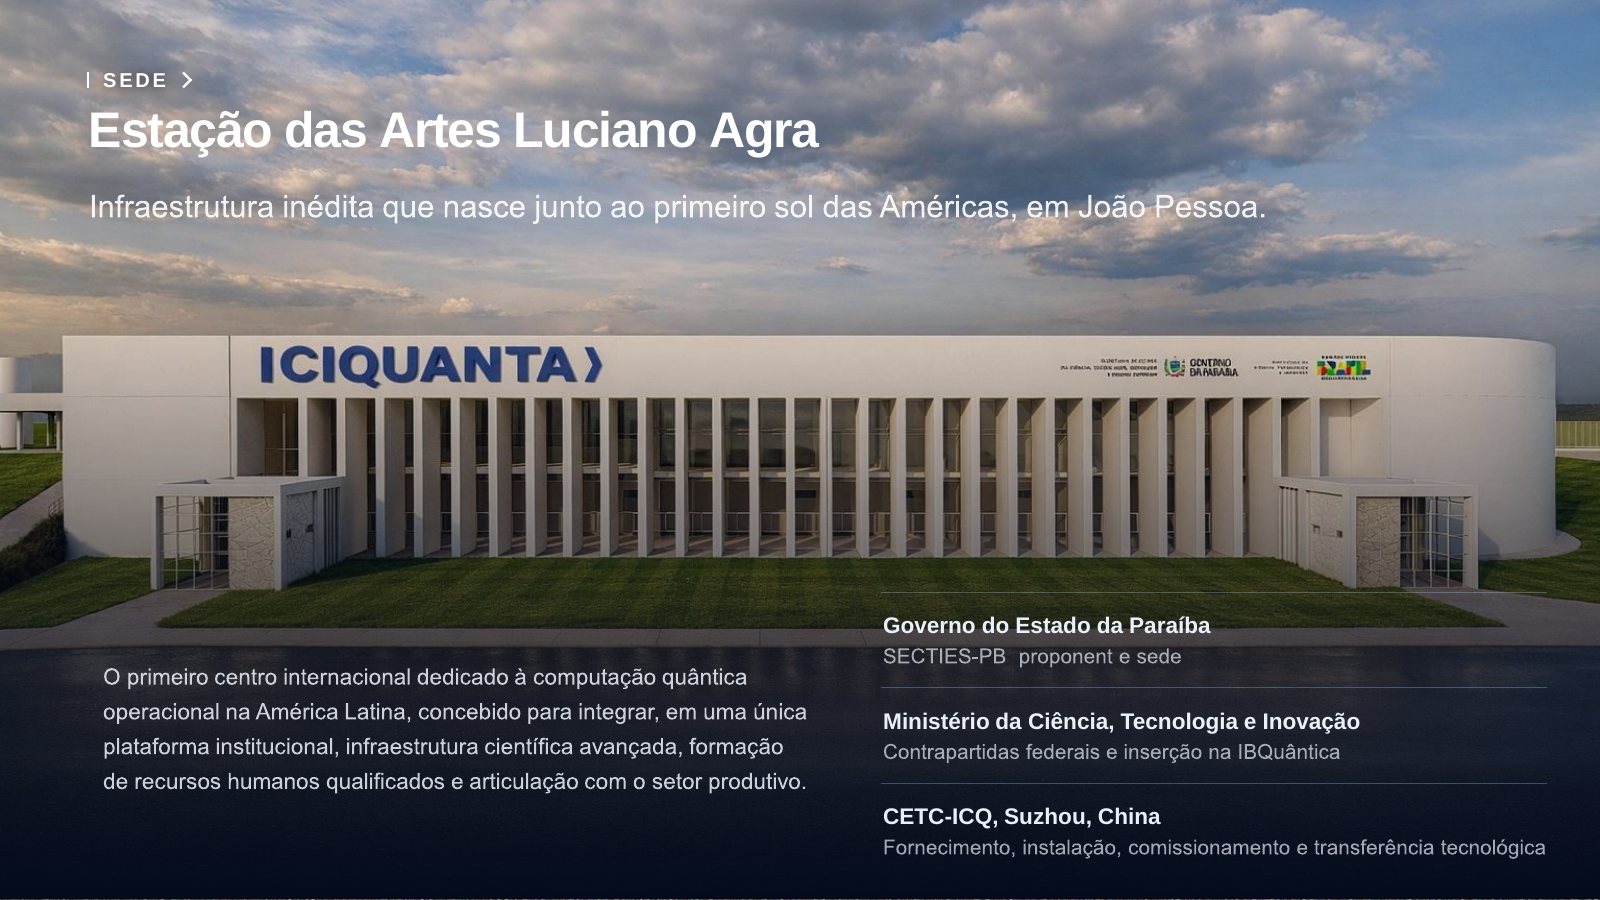 SEDE
Estação das Artes Luciano Agra
Infraestrutura inédita que nasce junto ao primeiro sol das Américas, em João Pessoa.
ICIQUANTA
DA PARAÍBA
BRASIL
O primeiro centro internacional dedicado à computação quântica
operacional na América Latina, concebido para integrar, em uma única
plataforma institucional, infraestrutura científica avançada, formação
de recursos humanos qualificados e articulação com o setor produtivo.
Governo do Estado da Paraíba
SECTIES-PB proponent e sede
Ministério da Ciência, Tecnologia e Inovação
Contrapartidas federais e inserção na IBQuântica
CETC-ICQ, Suzhou, China
Fornecimento, instalação, comissionamento e transferência tecnológica